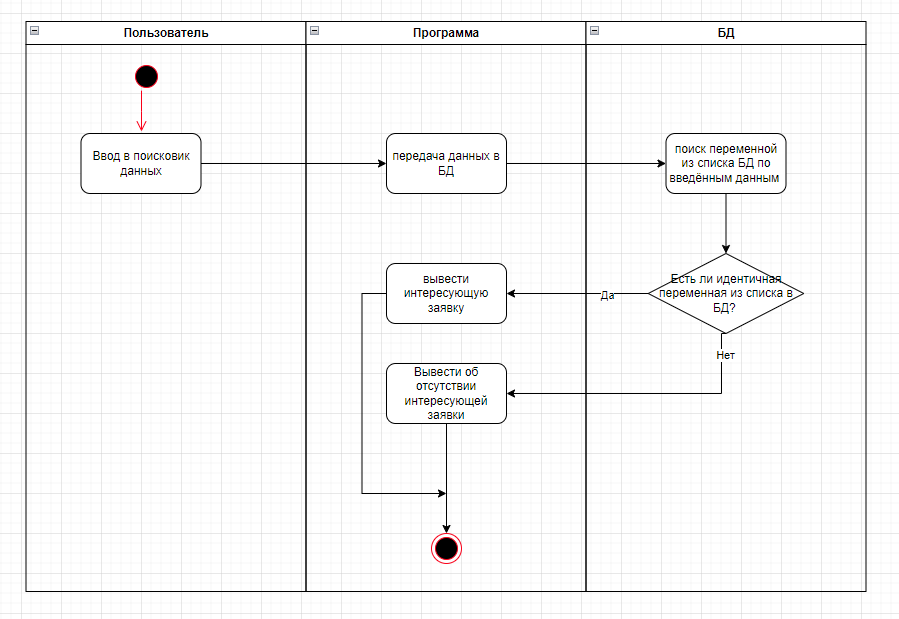 Пользователь
Программа
БД
Ввод в поисковик
данных
передача данных в
БД
поиск переменной
из списка БД по
введённым данным
Есть ли идентичная
переменная из списка в
БД?
Да
вывести
интересующую
заявку
Нет
Вывести об
отсутствии
интересующей
заявки